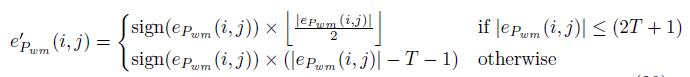 e'_{P_{wm}}(i,j) = { sign(e_{P_{wm}}(i,j)) × ⌊ |e_{P_{wm}}(i,j)| / 2 ⌋ if |e_{P_{wm}}(i,j)| ≤ (2T + 1)
sign(e_{P_{wm}}(i,j)) × (|e_{P_{wm}}(i,j)| − T − 1) otherwise